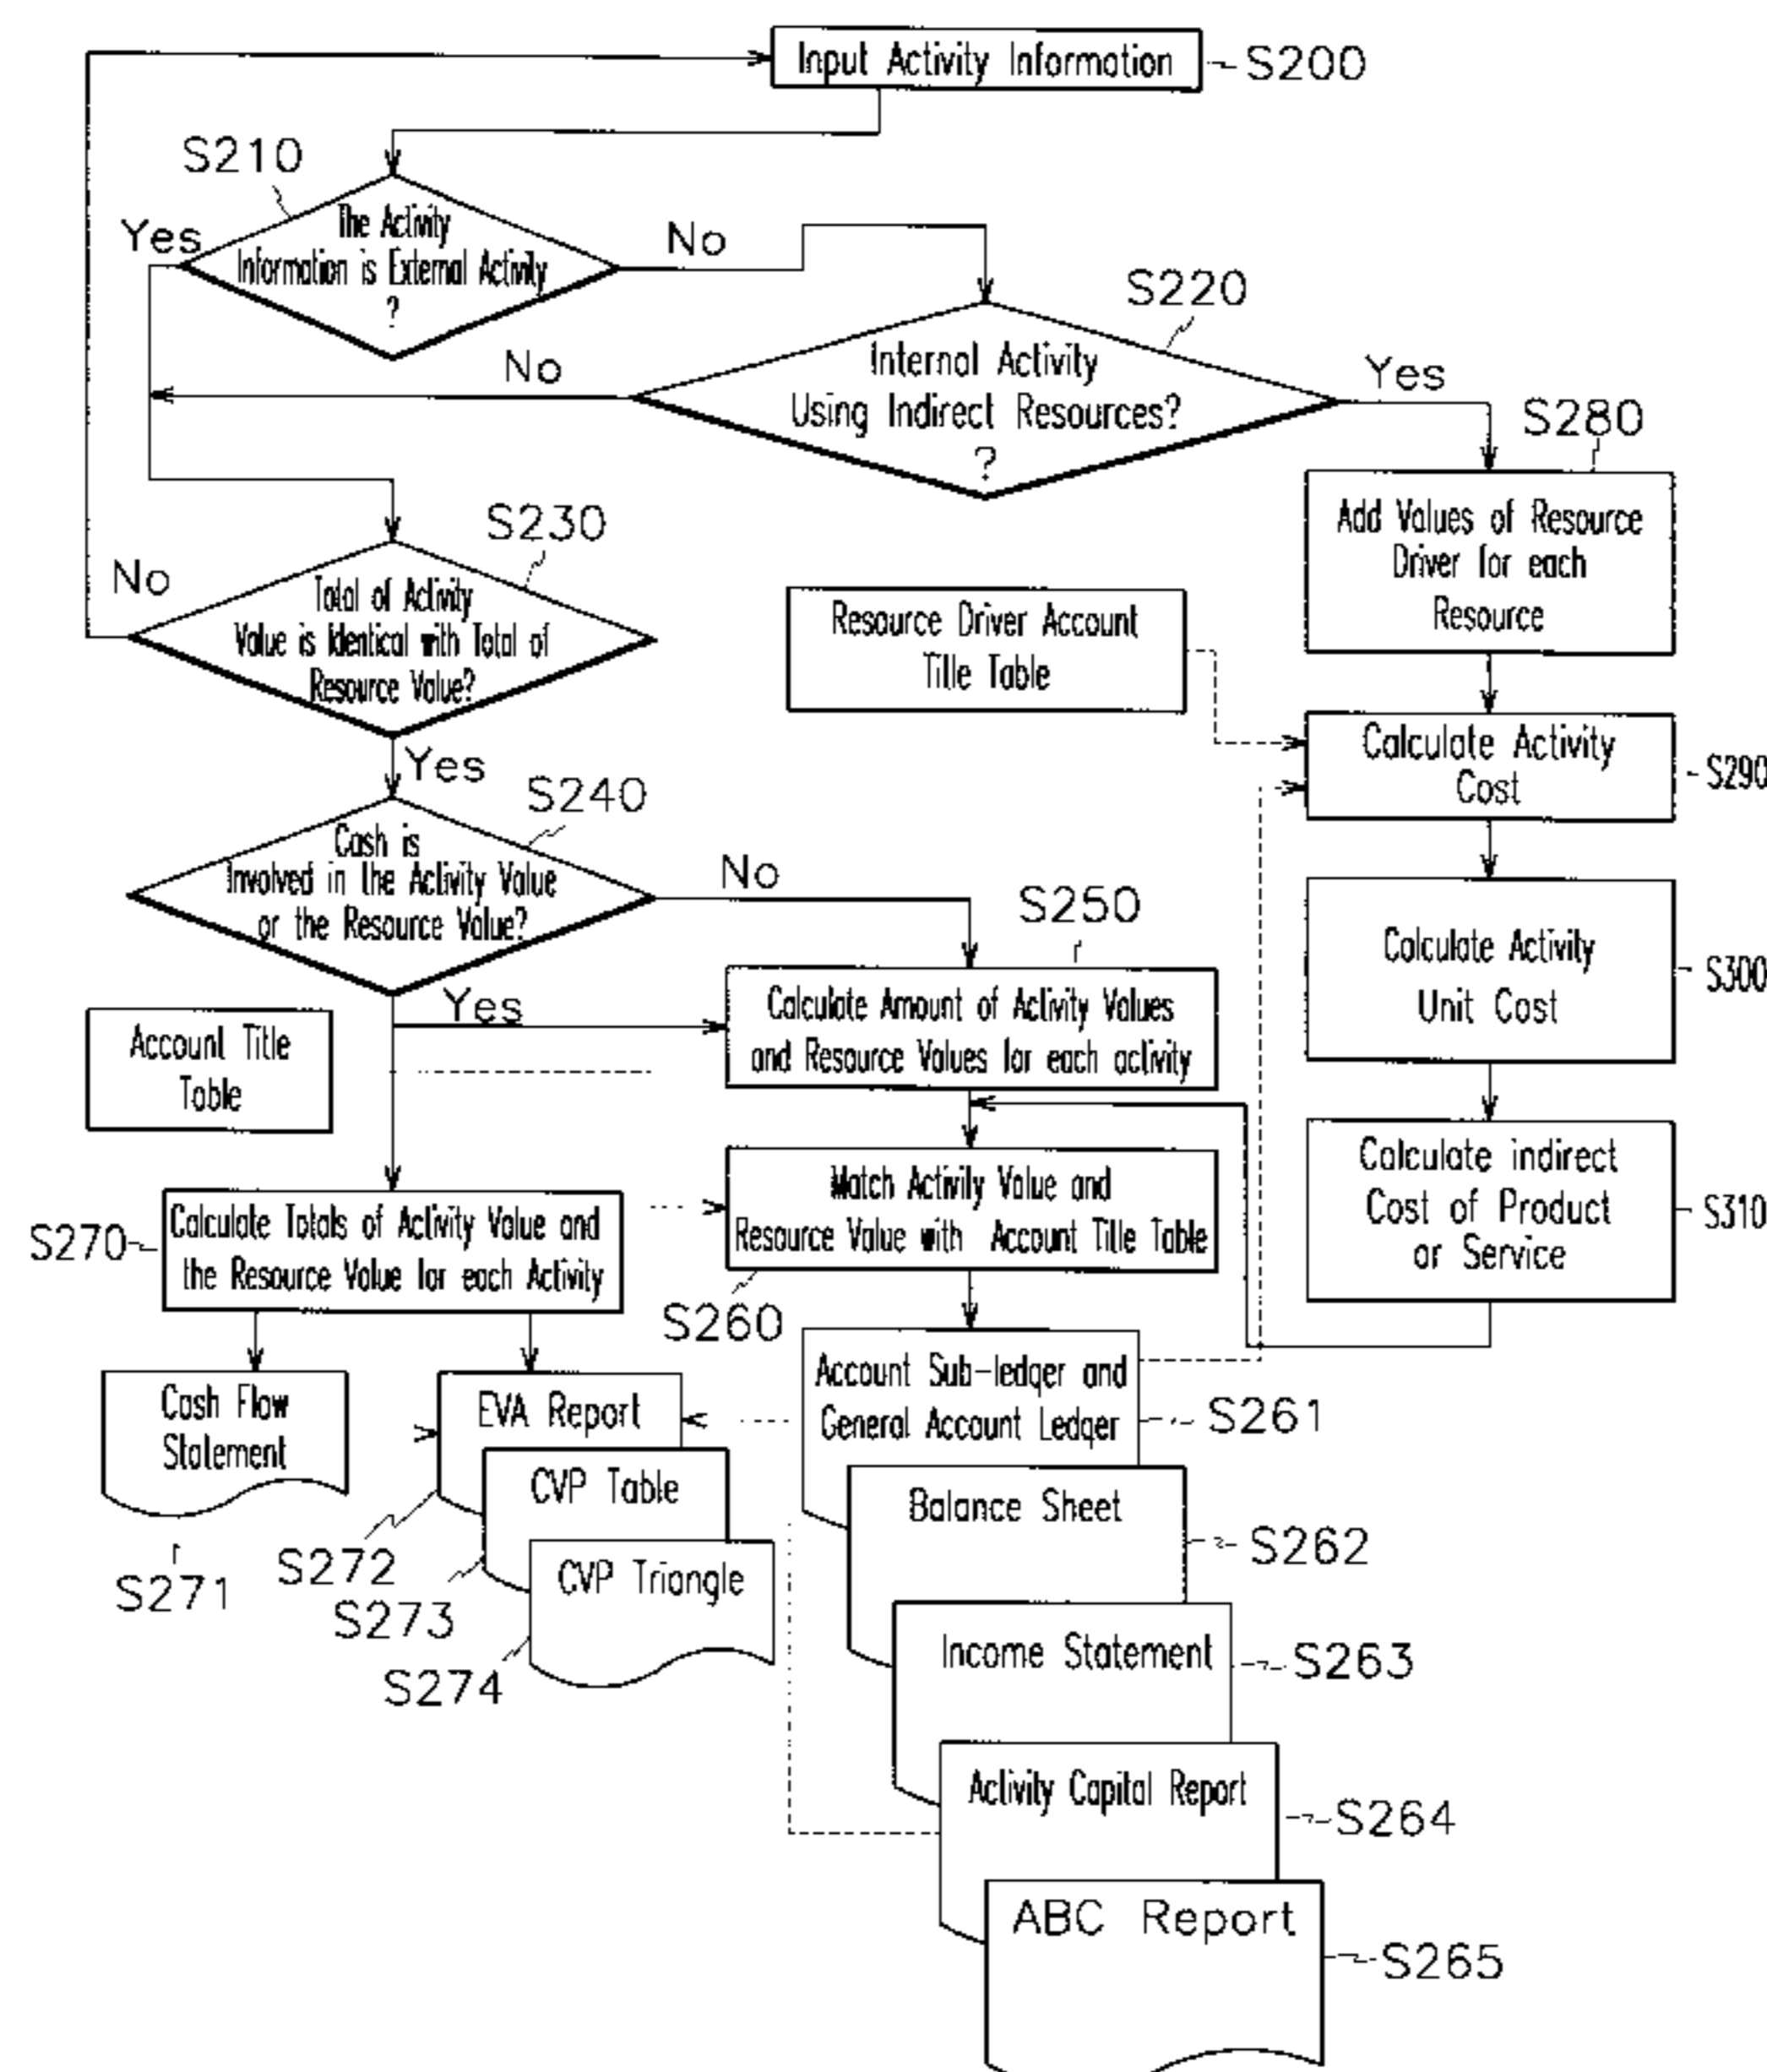 Input Activity Information
S200
S210
Yes
The Activity
Information is External Activity
?
No
S220
No
Internal Activity
Using Indirect Resources?
?
Yes
S280
Add Values of Resource
Driver for each
Resource
S230
No
Total of Activity
Value is Identical with Total of
Resource Value?
Yes
Resource Driver Account
Title Table
Calculate Activity
Cost
S290
S240
Cash is
Involved in the Activity Value
or the Resource Value?
No
Yes
S250
Calculate Amount of Activity Values
and Resource Values for each activity
Calculate Activity
Unit Cost
S300
Account Title
Table
Match Activity Value and
Resource Value with Account Title Table
S260
Calculate indirect
Cost of Product
or Service
S310
S270
Calculate Totals of Activity Value and
the Resource Value for each Activity
Cash Flow
Statement
S271
EVA Report
S272
CVP Table
S273
CVP Triangle
S274
Account Sub-ledger and
General Account Ledger
S261
Balance Sheet
S262
Income Statement
S263
Activity Capital Report
S264
ABC Report
S265